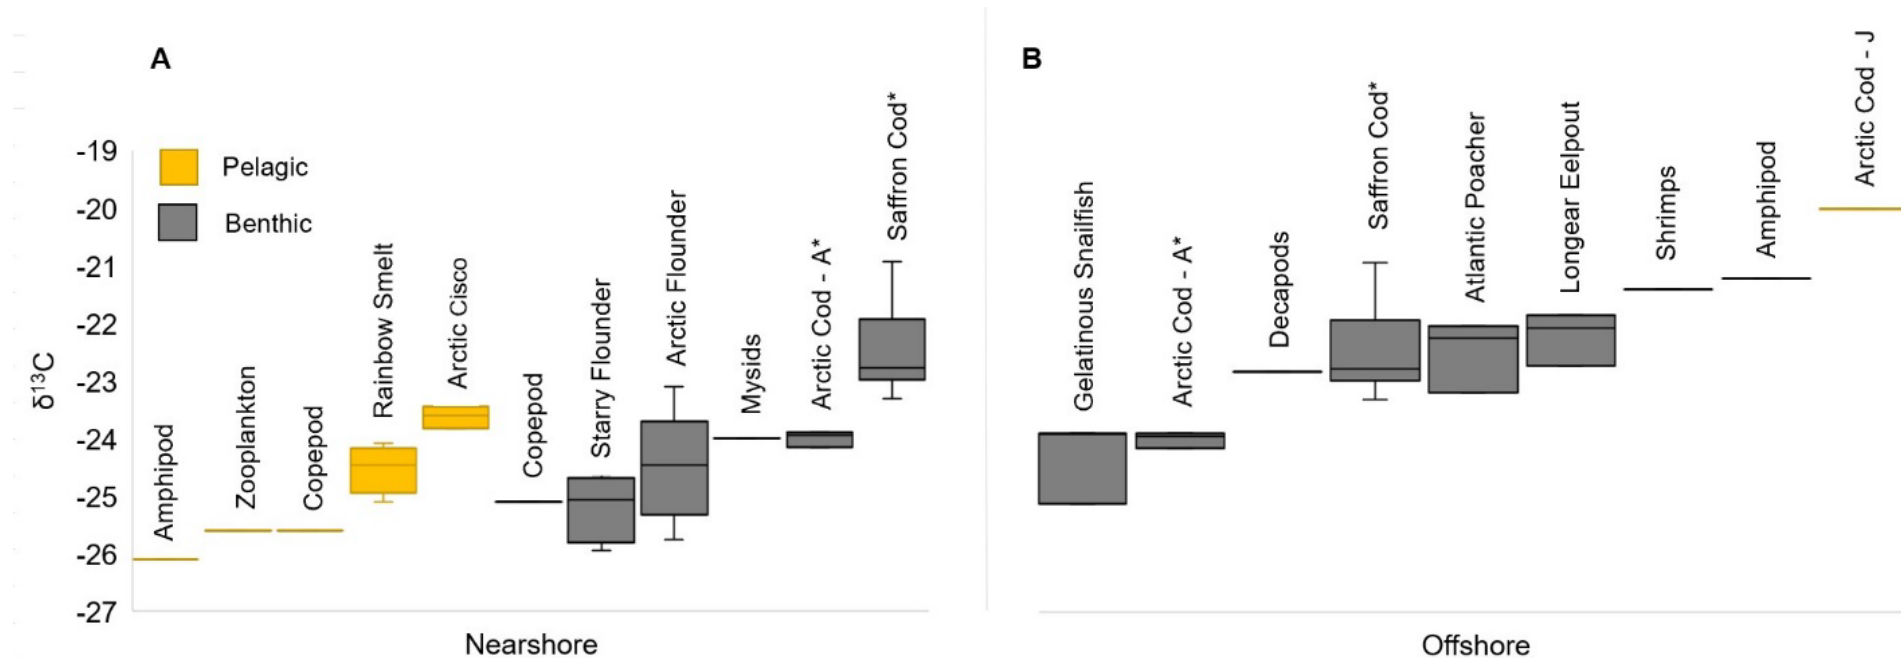 A
B
-19
-20
-21
-22
-23
-24
-25
-26
-27
δ¹³C
Pelagic
Benthic
Amphipod
Zooplankton
Copepod
Rainbow Smelt
Arctic Cisco
Copepod
Starry Flounder
Arctic Flounder
Mysids
Arctic Cod - A*
Saffron Cod*
Nearshore
Gelatinous Snailfish
Arctic Cod - A*
Decapods
Saffron Cod*
Atlantic Poacher
Longear Eelpout
Shrimps
Amphipod
Arctic Cod - J
Offshore